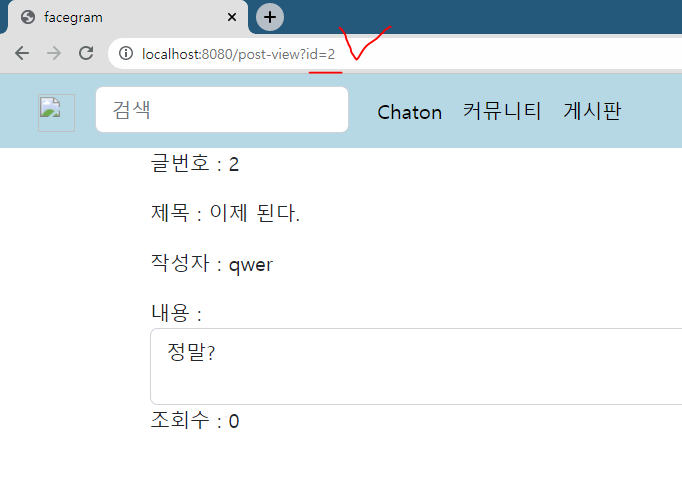 facegram
localhost:8080/post-view?id=2
검색 Chaton 커뮤니티 게시판
글번호 : 2
제목 : 이제 된다.
작성자 : qwer
내용 :
정말?
조회수 : 0